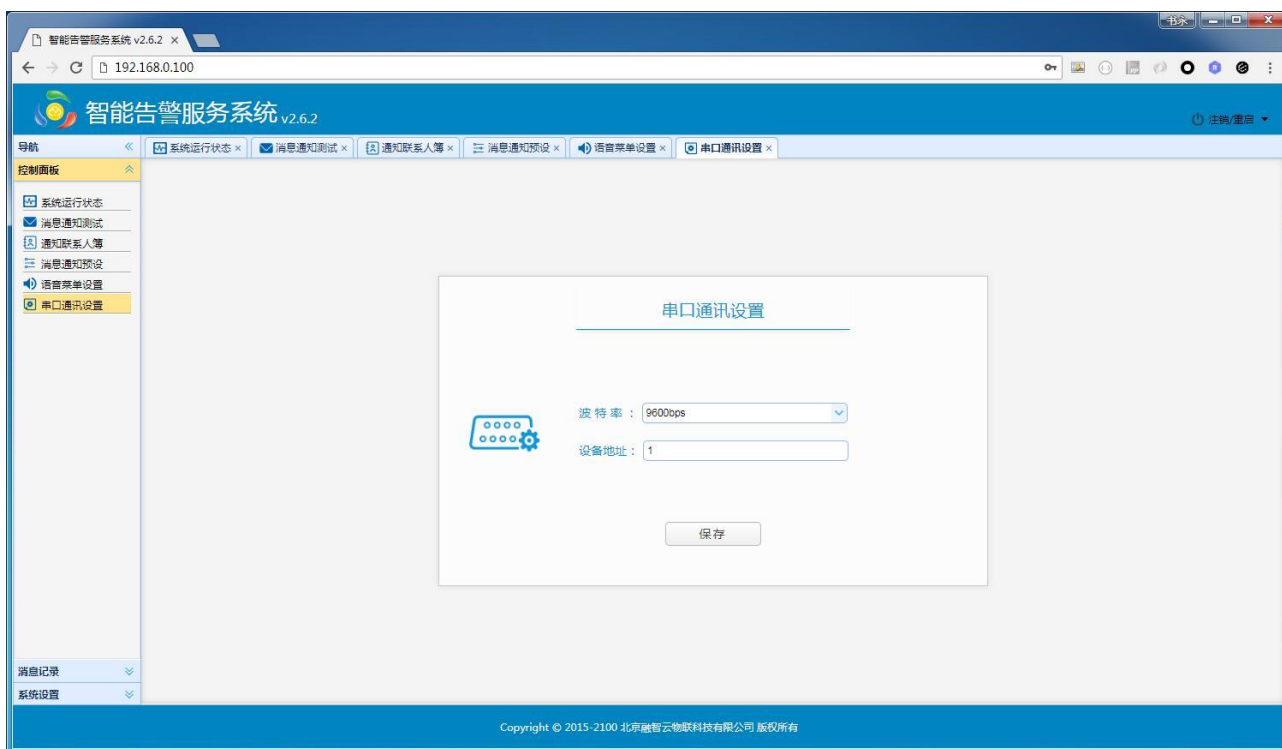 书签
智能告警服务系统 v2.6.2
192.168.0.100
智能告警服务系统 v2.6.2
注销/重启
导航
系统运行状态
消息通知测试
通知联系人簿
消息通知预设
语音菜单设置
串口通讯设置
控制面板
系统运行状态
消息通知测试
通知联系人簿
消息通知预设
语音菜单设置
串口通讯设置
串口通讯设置
波 特 率 : 9600bps
设备地址: 1
保存
消息记录
系统设置
Copyright © 2015-2100 北京融智云物联科技有限公司 版权所有